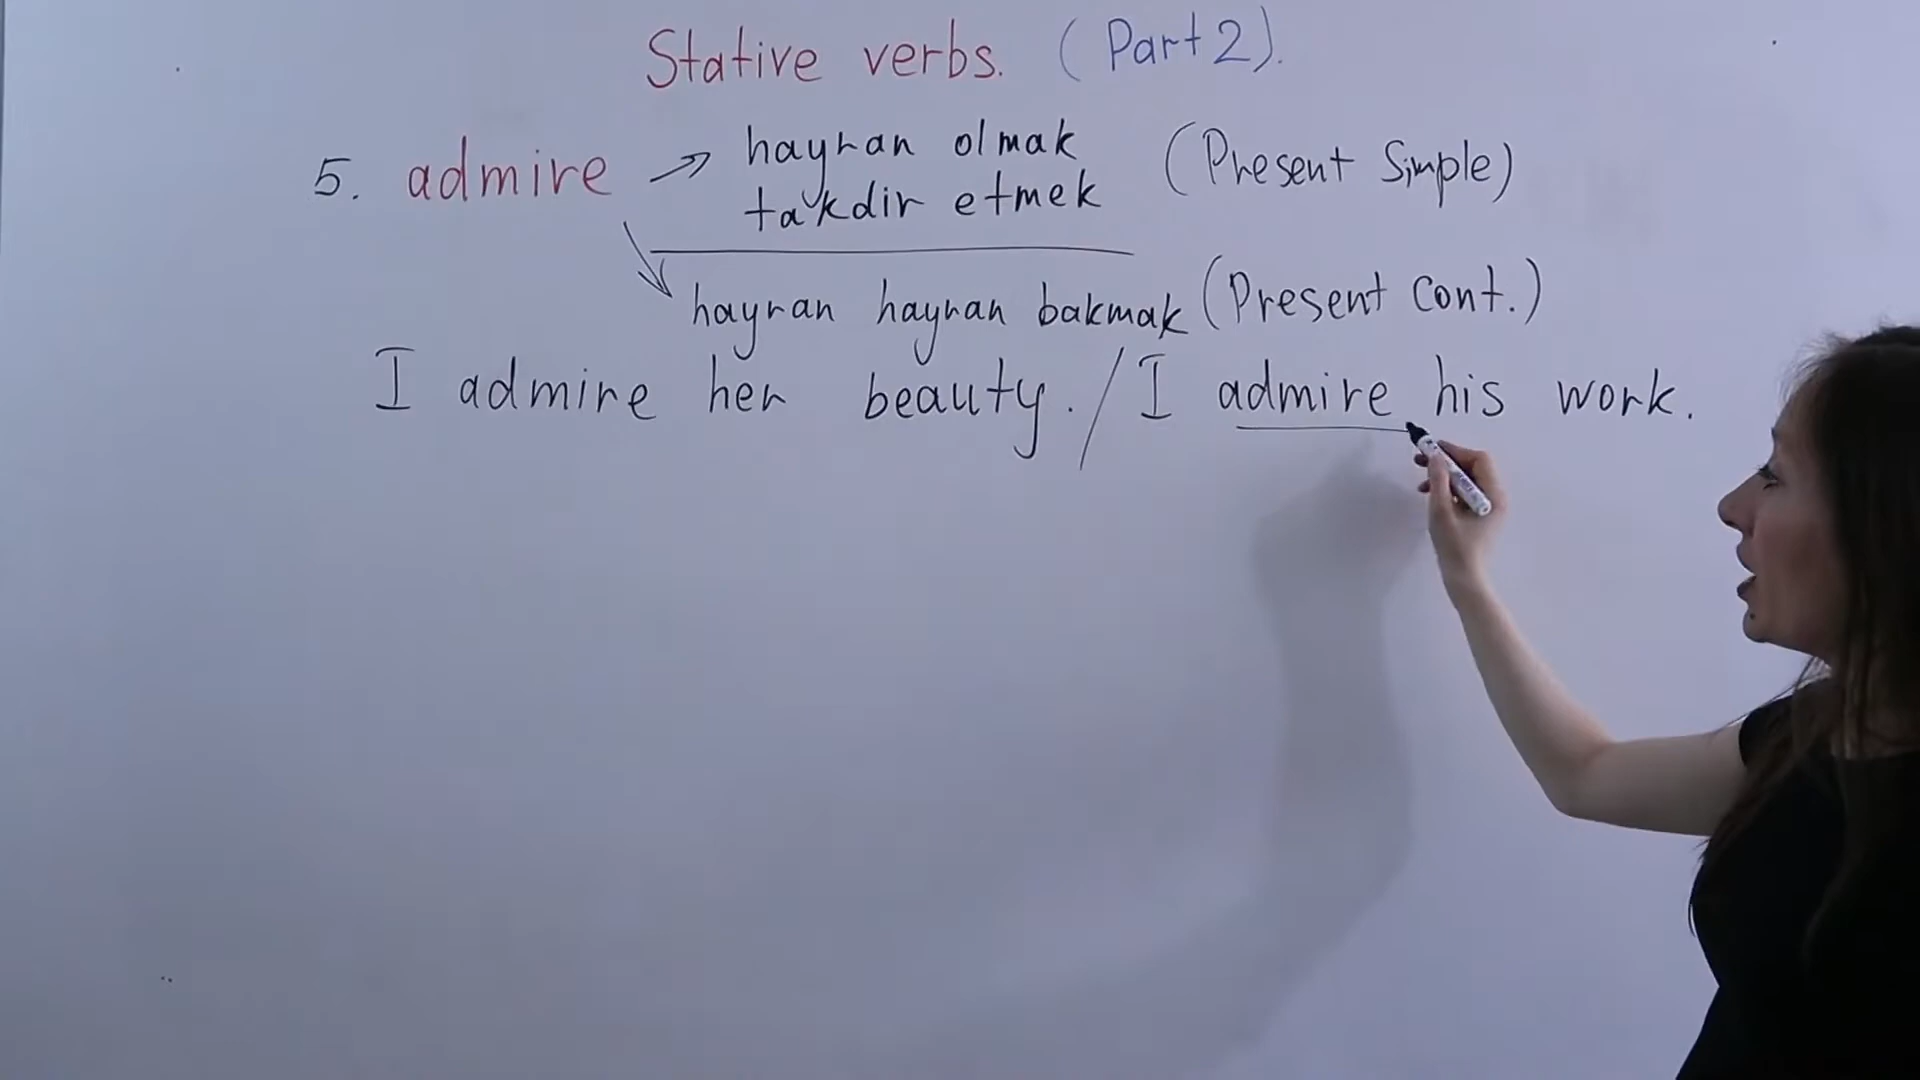 Stative verbs. (Part 2).
5. admire → hayran olmak (Present Simple)
takdir etmek
hayran hayran bakmak (Present Cont.)
I admire her beauty. / I admire his work.